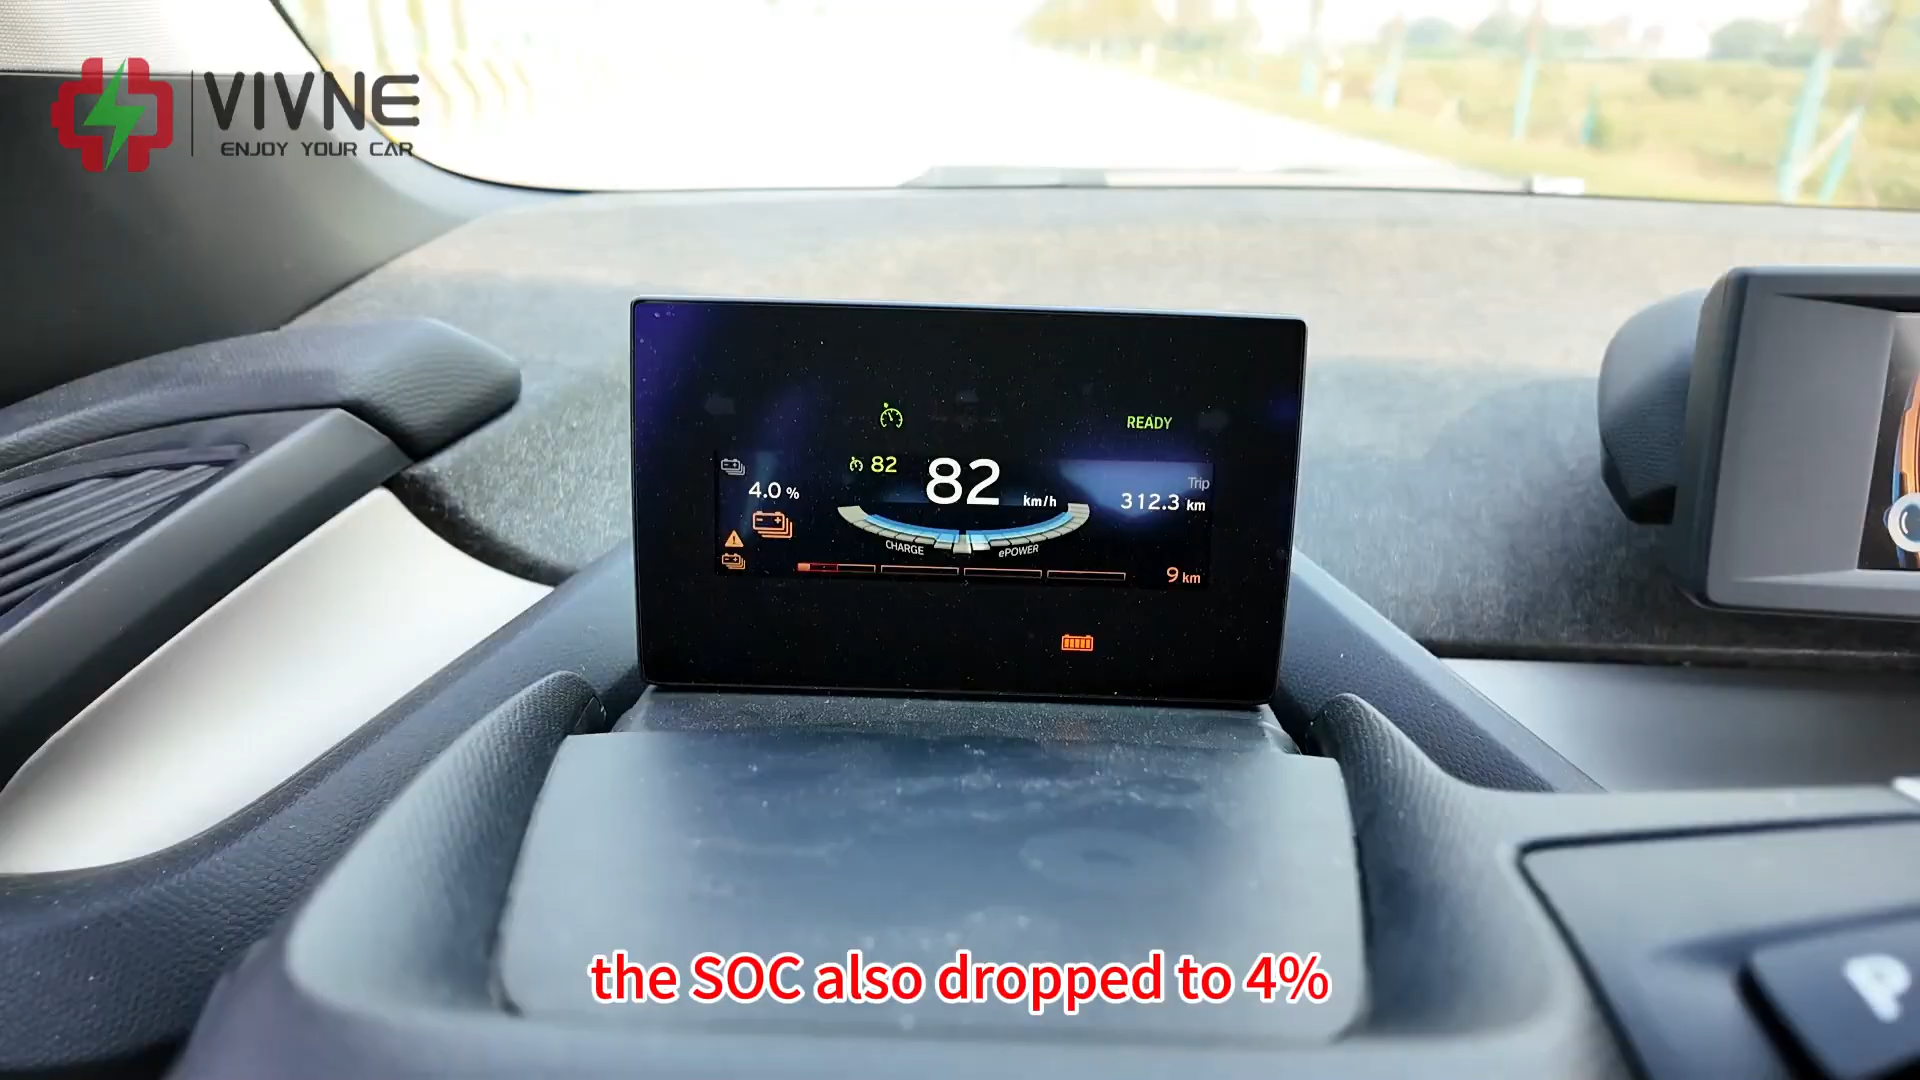 VIVNE
ENJOY YOUR CAR
READY
82
82 km/h
Trip
4.0 %
312.3 km
CHARGE
ePOWER
9 km
P
the SOC also dropped to 4%